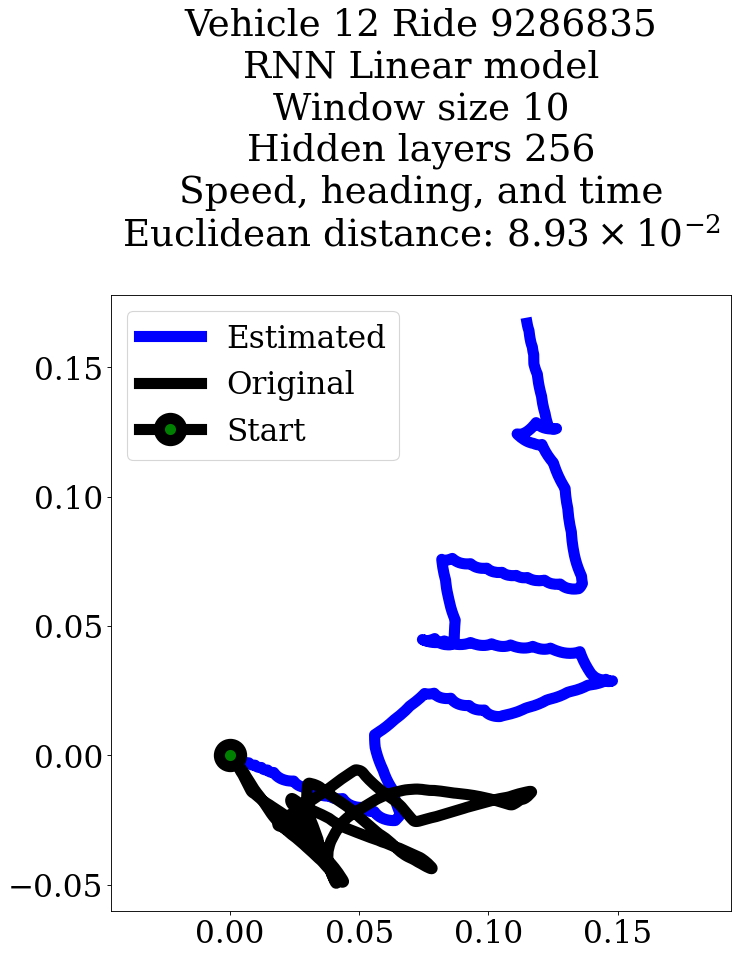 Vehicle 12 Ride 9286835
RNN Linear model
Window size 10
Hidden layers 256
Speed, heading, and time
Euclidean distance: 8.93 × 10⁻²
Estimated
Original
Start
0.15
0.10
0.05
0.00
−0.05
0.00 0.05 0.10 0.15